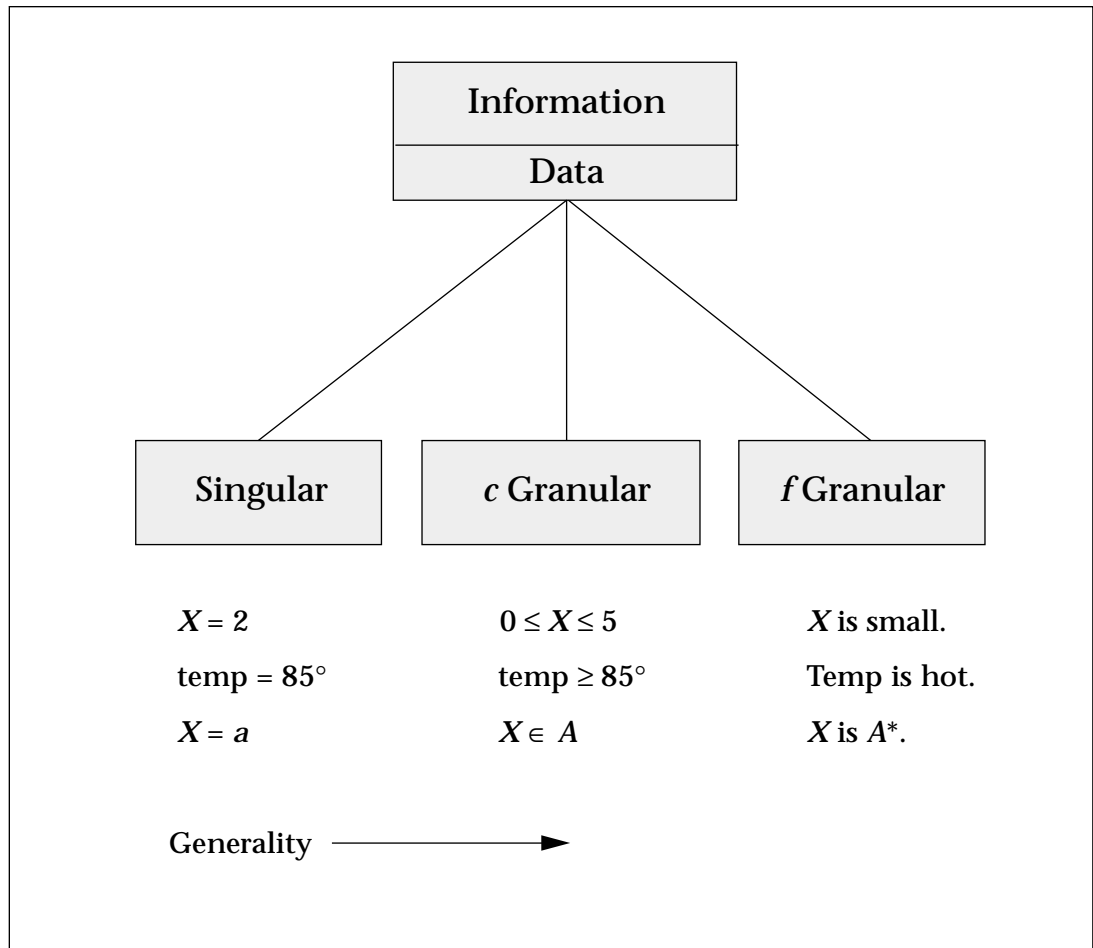 Information
Data
Singular
c Granular
f Granular
X = 2
0 ≤ X ≤ 5
X is small.
temp = 85°
temp ≥ 85°
Temp is hot.
X = a
X ∈ A
X is A*.
Generality